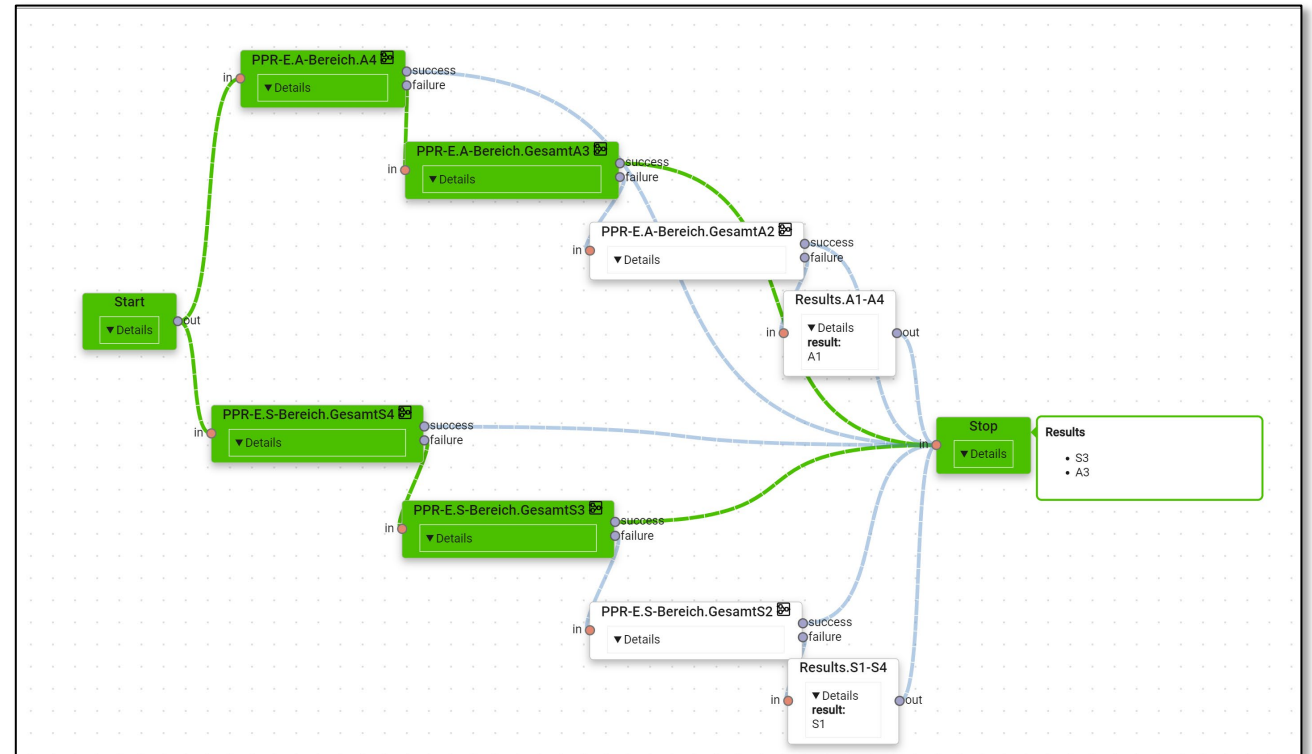 PPR-E.A-Bereich.A4
in
success
▼Details
failure
PPR-E.A-Bereich.GesamtA3
success
in
failure
▼Details
PPR-E.A-Bereich.GesamtA2
success
in
failure
▼Details
Results.A1-A4
Start
in
▼Details
out
result:
A1
out
▼Details
PPR-E.S-Bereich.GesamtS4
success
in
failure
▼Details
Stop
in
▼Details
Results
• S3
• A3
PPR-E.S-Bereich.GesamtS3
success
in
failure
▼Details
PPR-E.S-Bereich.GesamtS2
success
in
failure
▼Details
Results.S1-S4
in
▼Details
out
result:
S1